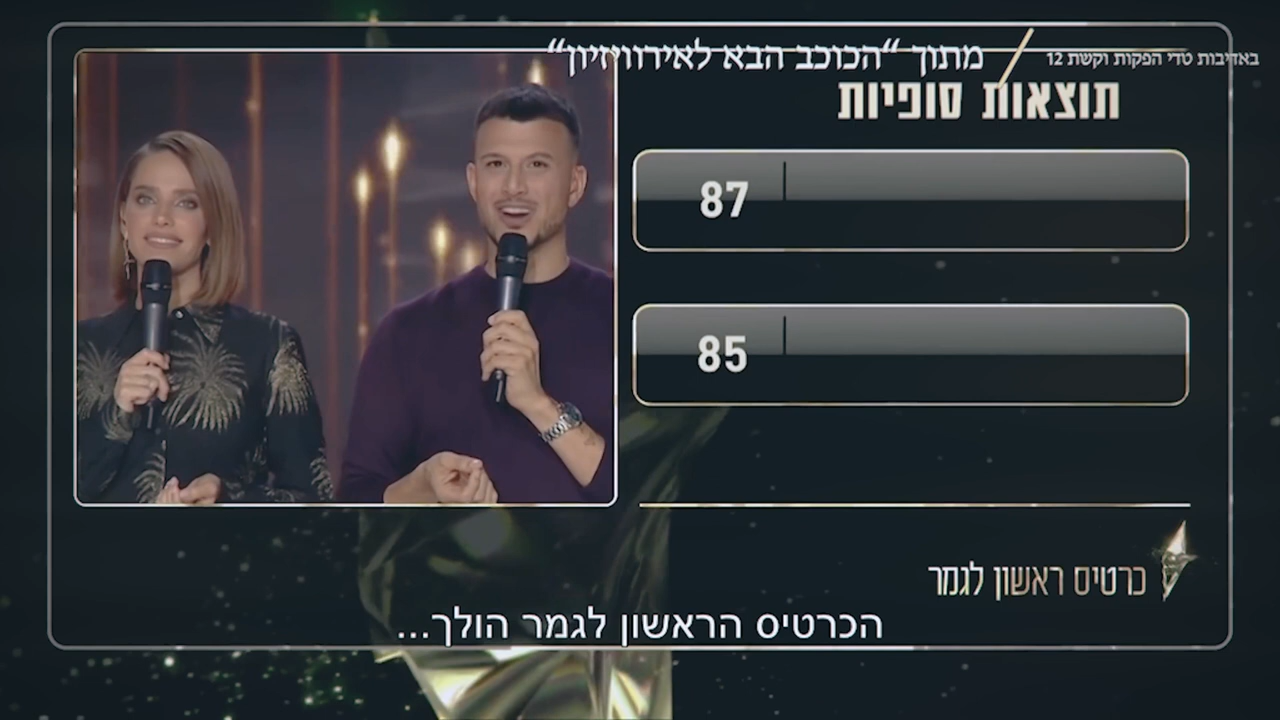 מתוך "הכוכב הבא לאירוויזיון"
באדיבות טדי הפקות וקשת 12
תוצאות סופיות
87
85
כרטיס ראשון לגמר
הכרטיס הראשון לגמר הולך...